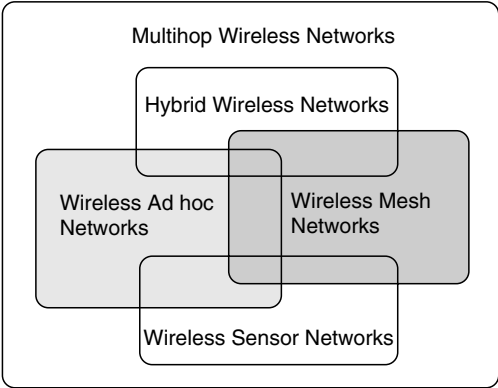 Multihop Wireless Networks
Hybrid Wireless Networks
Wireless Ad hoc
Networks
Wireless Mesh
Networks
Wireless Sensor Networks